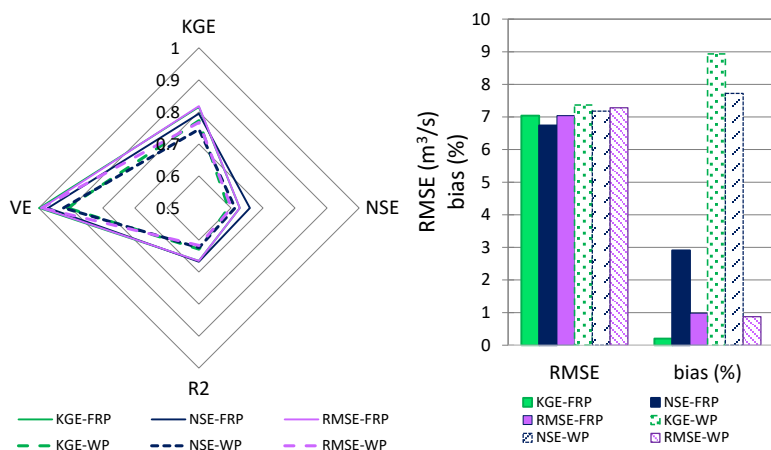 KGE
1
0.9
0.8
0.7
0.6
0.5
VE
NSE
R2
KGE-FRP NSE-FRP RMSE-FRP
KGE-WP NSE-WP RMSE-WP
RMSE (m³/s)
bias (%)
10
9
8
7
6
5
4
3
2
1
0
RMSE bias (%)
KGE-FRP NSE-FRP
RMSE-FRP KGE-WP
NSE-WP RMSE-WP